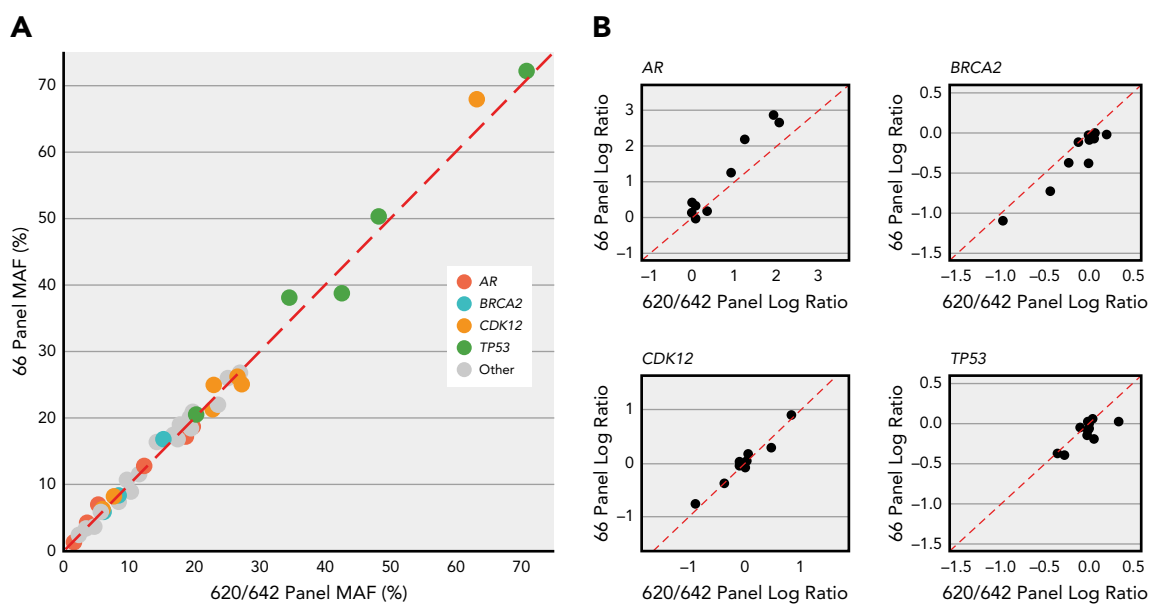 A
66 Panel MAF (%)
70
60
50
40
30
20
10
0
0 10 20 30 40 50 60 70
620/642 Panel MAF (%)
AR
BRCA2
CDK12
TP53
Other
B
AR
66 Panel Log Ratio
3
2
1
0
−1
−1 0 1 2 3
620/642 Panel Log Ratio
BRCA2
66 Panel Log Ratio
0.5
0.0
−0.5
−1.0
−1.5
−1.5 −1.0 −0.5 0.0 0.5
620/642 Panel Log Ratio
CDK12
66 Panel Log Ratio
1
0
−1
−1 0 1
620/642 Panel Log Ratio
TP53
66 Panel Log Ratio
0.5
0.0
−0.5
−1.0
−1.5
−1.5 −1.0 −0.5 0.0 0.5
620/642 Panel Log Ratio